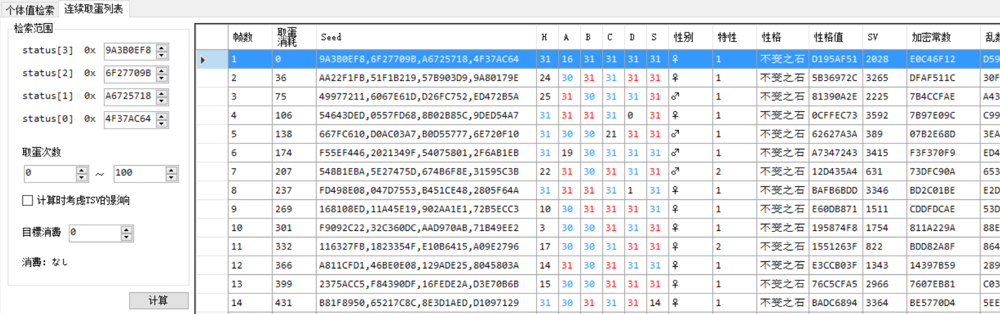 个体值检索 连续取蛋列表
检索范围
status[3] 0x 9A3B0EF8
status[2] 0x 6F27709B
status[1] 0x A6725718
status[0] 0x 4F37AC64
取蛋次数
0 ～ 100
计算时考虑TSV的影响
目標消费 0
消费: なし
计算
帧数 取蛋消耗 Seed H A B C D S 性别 特性 性格 性格值 SV 加密常数
1 0 9A3B0EF8,6F27709B,A6725718,4F37AC64 31 16 31 31 31 31 ♀ 1 不变之石 D195AF51 2028 E0C46F12 D59
2 36 AA22F1FB,51F1B219,57B903D9,9A80179E 24 30 31 31 31 31 ♀ 1 不变之石 5B36972C 3265 DFAF511C 30F
3 75 49977211,6067E61D,D26FC752,ED472B5A 25 31 30 31 31 31 ♂ 1 不变之石 81390A2E 2225 7B4CCFAE A43
4 106 54643DED,0557FD68,8B02B85C,9DED54A7 31 31 31 31 0 31 ♀ 1 不变之石 0CFFEC73 3592 7B97E09C C99
5 138 667FC610,D0AC03A7,B0D55777,6E720F10 31 30 30 21 31 31 ♂ 1 不变之石 62627A3A 389 07B2E68D 3EA
6 174 F55EF446,2021349F,54075801,2F6AB1EB 31 19 30 31 31 31 ♂ 1 不变之石 A7347243 3415 F3F370F9 ED4
7 207 548B1EBA,5E27475D,674B6F8E,31595C3B 22 31 30 31 31 31 ♂ 2 不变之石 12D435A4 631 73DFC90A 653
8 237 FD498E08,047D7553,B451CE48,2805F64A 31 31 31 31 1 31 ♀ 1 不变之石 BAFB6BDD 3346 BD2C01BE E2D
9 269 168108ED,11A45E19,902AA1E1,72B5ECC3 10 30 31 31 31 31 ♀ 1 不变之石 E60DB871 1511 CDDFDCAE 53D
10 301 F9092C22,32C360DC,AAD970AB,71B49EE2 3 30 30 31 31 31 ♀ 1 不变之石 195874F8 1754 811A229A 88E
11 332 116327FB,1823354F,E10B6415,A09E2796 17 30 30 31 31 31 ♀ 2 不变之石 1551263F 822 BDD82A8F 864
12 366 A811CFD1,46BE0E08,129ADE25,8045803A 14 31 30 31 31 31 ♀ 1 不变之石 E3CCB03F 1343 14397B59 289
13 399 2375ACC5,F84390DF,16FEDE2A,D3E70B6B 15 30 30 31 31 31 ♀ 1 不变之石 76C5CFA5 2966 7607EB81 C03
14 431 B81F8950,65217C8C,8E3D1AED,D1097129 31 30 31 31 31 14 ♀ 1 不变之石 BADC6894 3364 BE5770D4 5EE